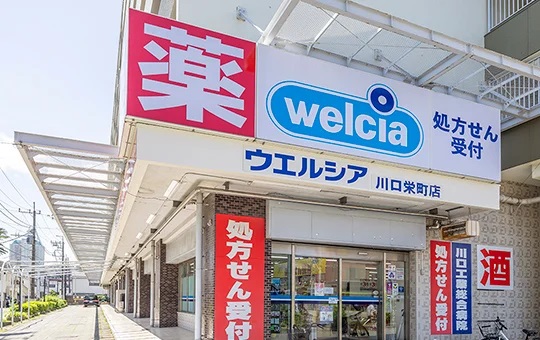 薬
welcia
処方せん
受付
ウエルシア 川口栄町店
処方せん受付
処方せん受付
川口工業総合病院
酒